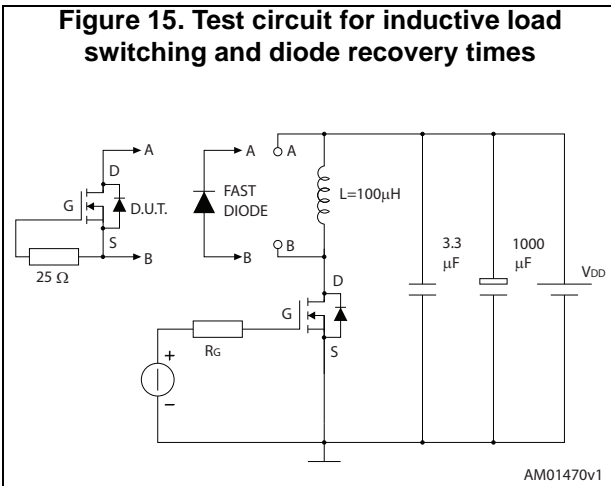 Figure 15. Test circuit for inductive load
switching and diode recovery times
A
D
G
D.U.T.
S
B
25 Ω
A
FAST
DIODE
B
A
L=100μH
B
D
G
S
RG
+
–
3.3
μF
1000
μF
VDD
AM01470v1